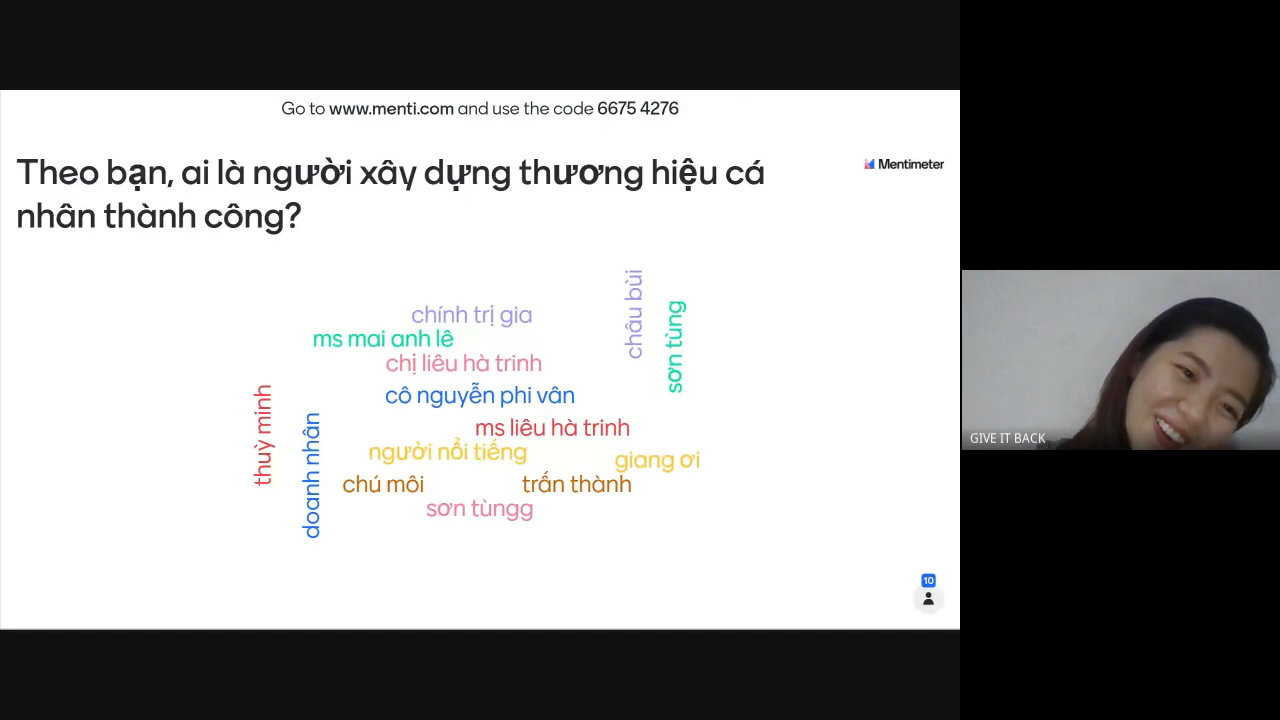 Go to www.menti.com and use the code 6675 4276
Theo bạn, ai là người xây dựng thương hiệu cá
nhân thành công?
Mentimeter
chính trị gia
châu bùi
sơn tùng
ms mai anh lê
chị liêu hà trinh
thuỳ minh
cô nguyễn phi vân
doanh nhân
ms liêu hà trinh
người nổi tiếng
giang ơi
chú môi
trấn thành
sơn tùngg
GIVE IT BACK
10